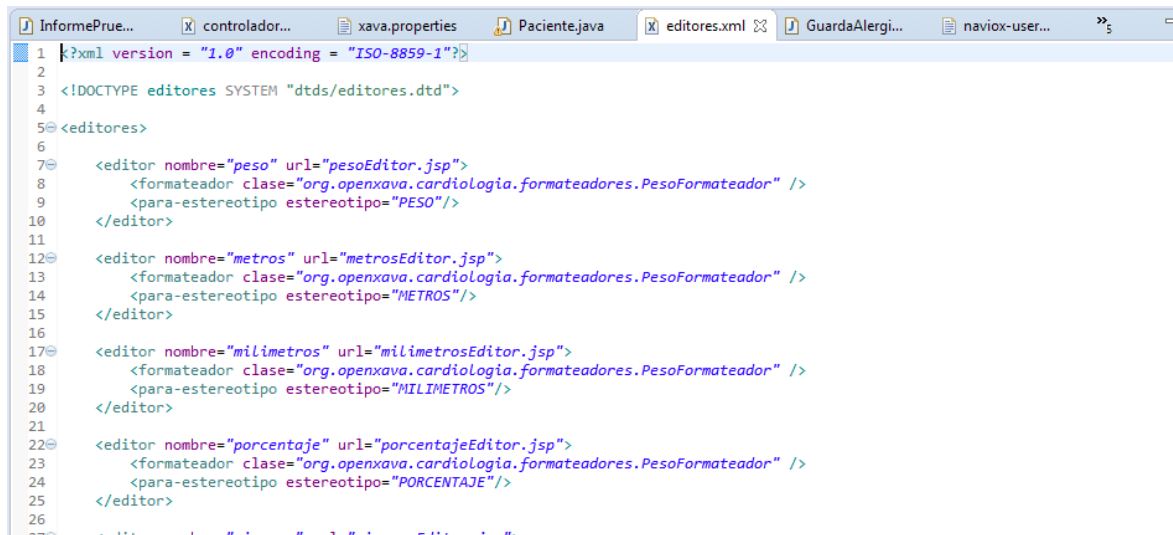 InformePrue... controlador... xava.properties Paciente.java editores.xml GuardaAlergi... naviox-user... »5
1 <?xml version = "1.0" encoding = "ISO-8859-1"?>
2
3 <!DOCTYPE editores SYSTEM "dtds/editores.dtd">
4
5 <editores>
6
7 <editor nombre="peso" url="pesoEditor.jsp">
8 <formateador clase="org.openxava.cardiologia.formateadores.PesoFormateador" />
9 <para-estereotipo estereotipo="PESO"/>
10 </editor>
11
12 <editor nombre="metros" url="metrosEditor.jsp">
13 <formateador clase="org.openxava.cardiologia.formateadores.PesoFormateador" />
14 <para-estereotipo estereotipo="METROS"/>
15 </editor>
16
17 <editor nombre="milimetros" url="milimetrosEditor.jsp">
18 <formateador clase="org.openxava.cardiologia.formateadores.PesoFormateador" />
19 <para-estereotipo estereotipo="MILIMETROS"/>
20 </editor>
21
22 <editor nombre="porcentaje" url="porcentajeEditor.jsp">
23 <formateador clase="org.openxava.cardiologia.formateadores.PesoFormateador" />
24 <para-estereotipo estereotipo="PORCENTAJE"/>
25 </editor>
26